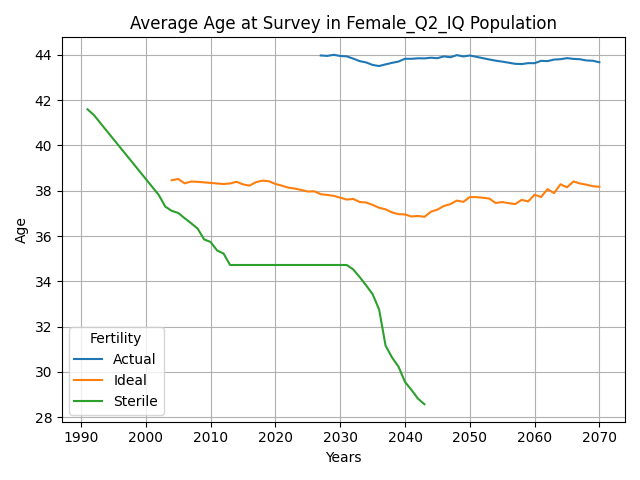 Average Age at Survey in Female_Q2_IQ Population
44
42
40
38
36
34
32
30
28
Age
Fertility
Actual
Ideal
Sterile
1990 2000 2010 2020 2030 2040 2050 2060 2070
Years